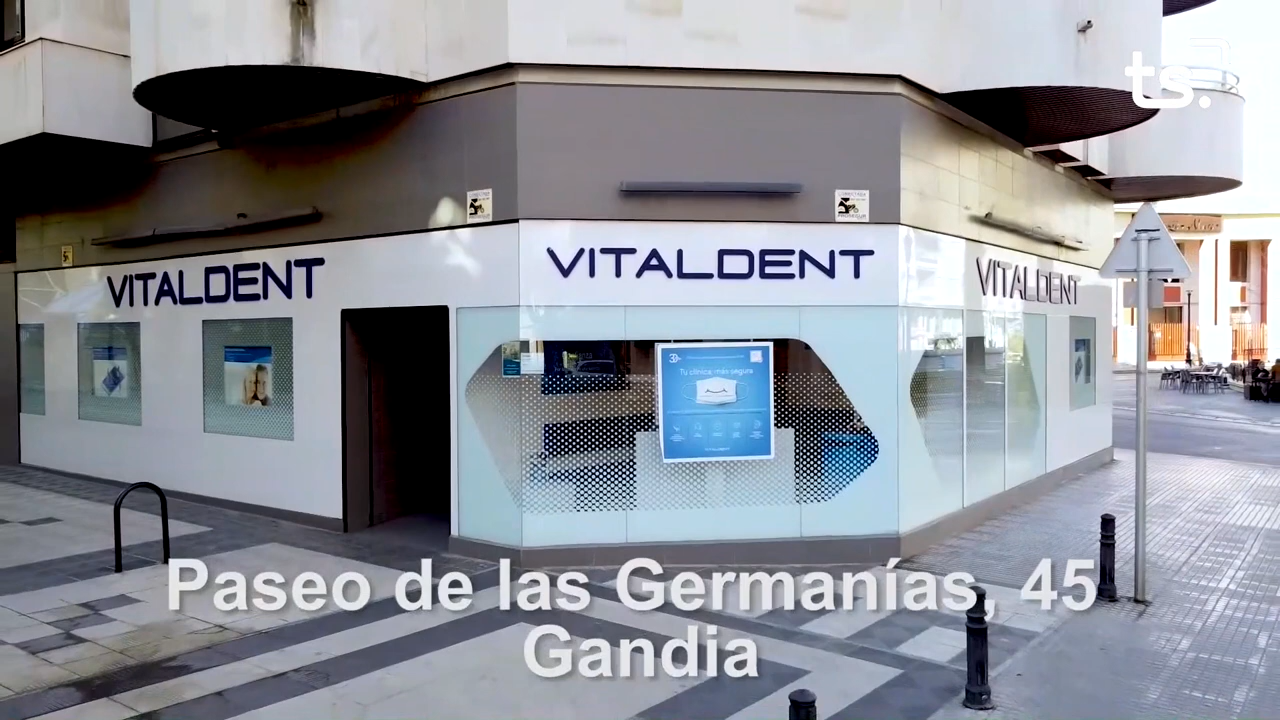 ts.
VITALDENT
VITALDENT
VITALDENT
Tu clínica, más segura
Paseo de las Germanías, 45
Gandia